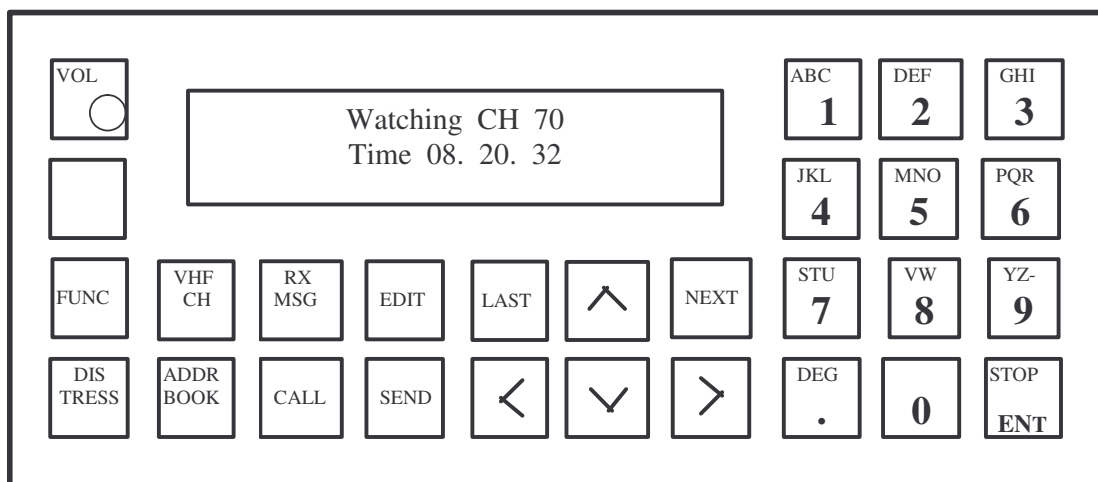 VOL
Watching CH 70
Time 08. 20. 32
ABC
1
DEF
2
GHI
3
JKL
4
MNO
5
PQR
6
FUNC
VHF
CH
RX
MSG
EDIT
LAST
NEXT
STU
7
VW
8
YZ-
9
DIS
TRESS
ADDR
BOOK
CALL
SEND
DEG
.
0
STOP
ENT